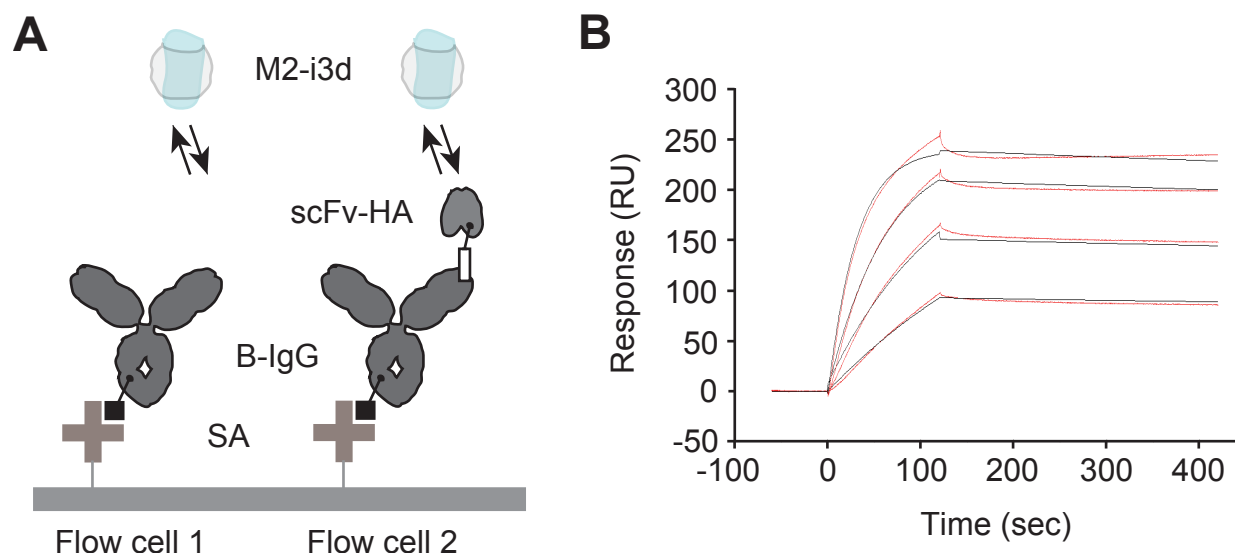 A
M2-i3d
scFv-HA
B-IgG
SA
Flow cell 1
Flow cell 2
B
300
250
200
150
100
50
0
-50
Response (RU)
-100
0
100
200
300
400
Time (sec)